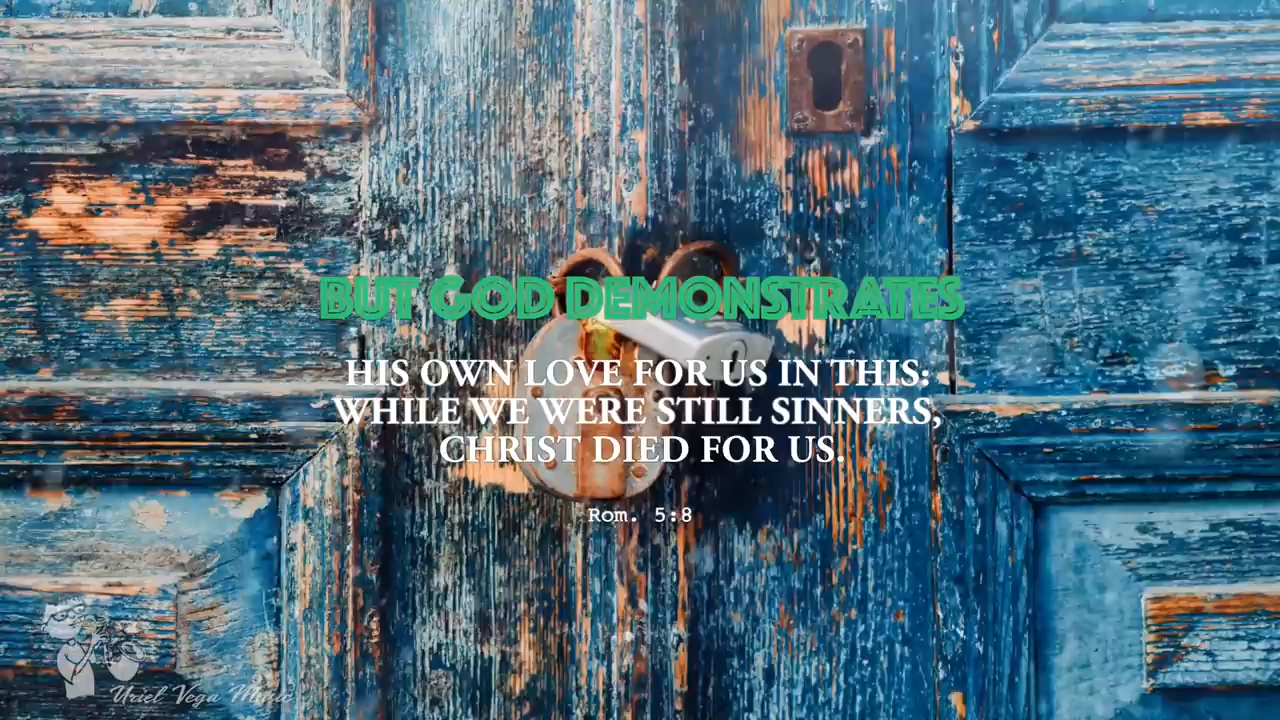 BUT GOD DEMONSTRATES
HIS OWN LOVE FOR US IN THIS:
WHILE WE WERE STILL SINNERS,
CHRIST DIED FOR US.
Rom. 5:8
Uriel Vega Music